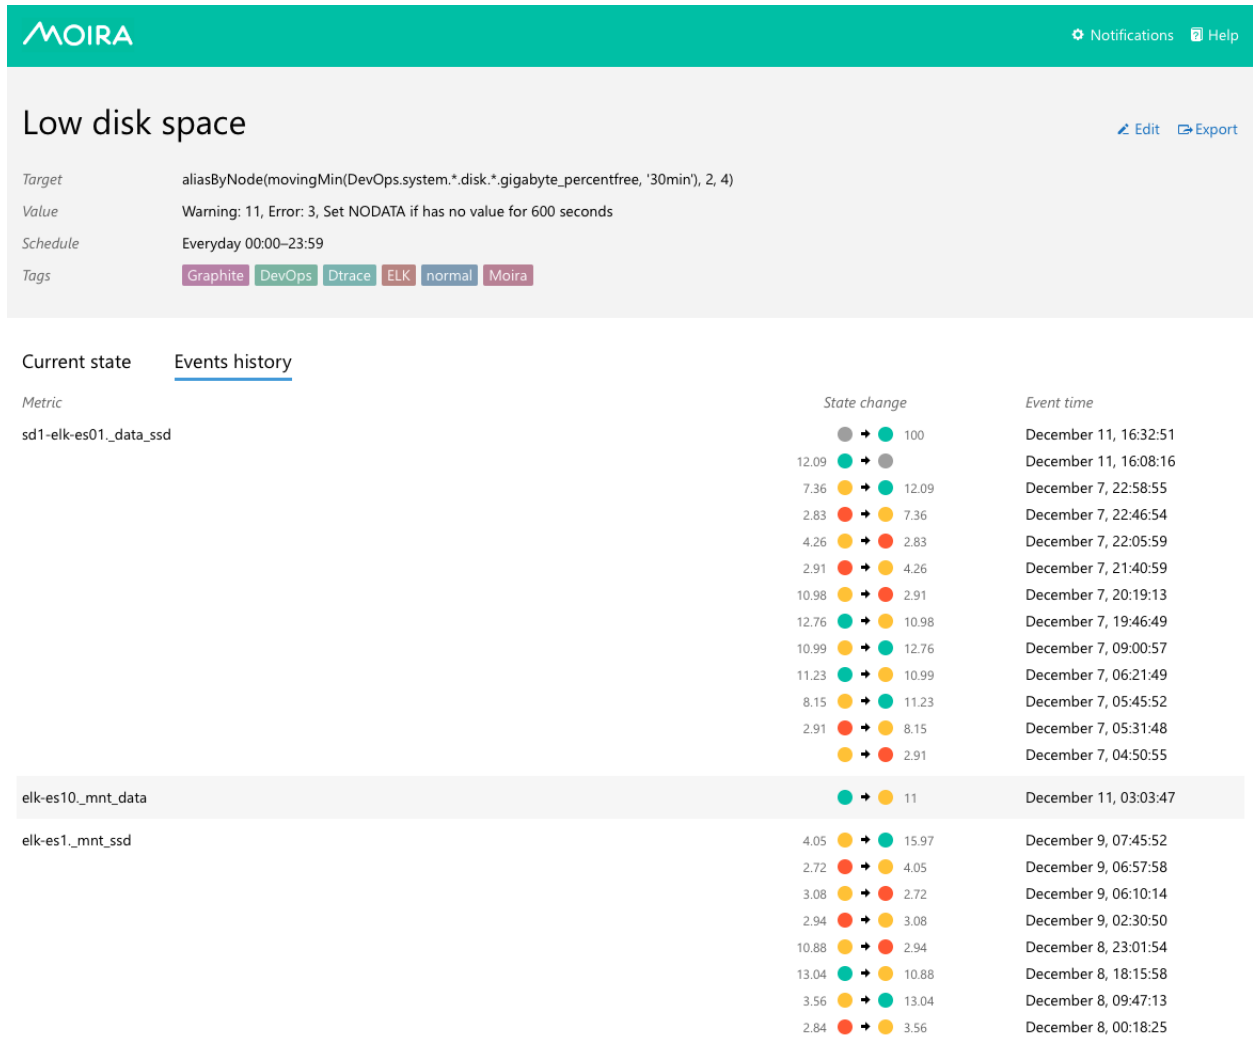 MOIRA
Notifications Help
Low disk space
Edit Export
Target aliasByNode(movingMin(DevOps.system.*.disk.*.gigabyte_percentfree, '30min'), 2, 4)
Value Warning: 11, Error: 3, Set NODATA if has no value for 600 seconds
Schedule Everyday 00:00–23:59
Tags Graphite DevOps Dtrace ELK normal Moira
Current state Events history
Metric State change Event time
sd1-elk-es01._data_ssd 100 December 11, 16:32:51
12.09 December 11, 16:08:16
7.36 12.09 December 7, 22:58:55
2.83 7.36 December 7, 22:46:54
4.26 2.83 December 7, 22:05:59
2.91 4.26 December 7, 21:40:59
10.98 2.91 December 7, 20:19:13
12.76 10.98 December 7, 19:46:49
10.99 12.76 December 7, 09:00:57
11.23 10.99 December 7, 06:21:49
8.15 11.23 December 7, 05:45:52
2.91 8.15 December 7, 05:31:48
2.91 December 7, 04:50:55
elk-es10._mnt_data 11 December 11, 03:03:47
elk-es1._mnt_ssd 4.05 15.97 December 9, 07:45:52
2.72 4.05 December 9, 06:57:58
3.08 2.72 December 9, 06:10:14
2.94 3.08 December 9, 02:30:50
10.88 2.94 December 8, 23:01:54
13.04 10.88 December 8, 18:15:58
3.56 13.04 December 8, 09:47:13
2.84 3.56 December 8, 00:18:25